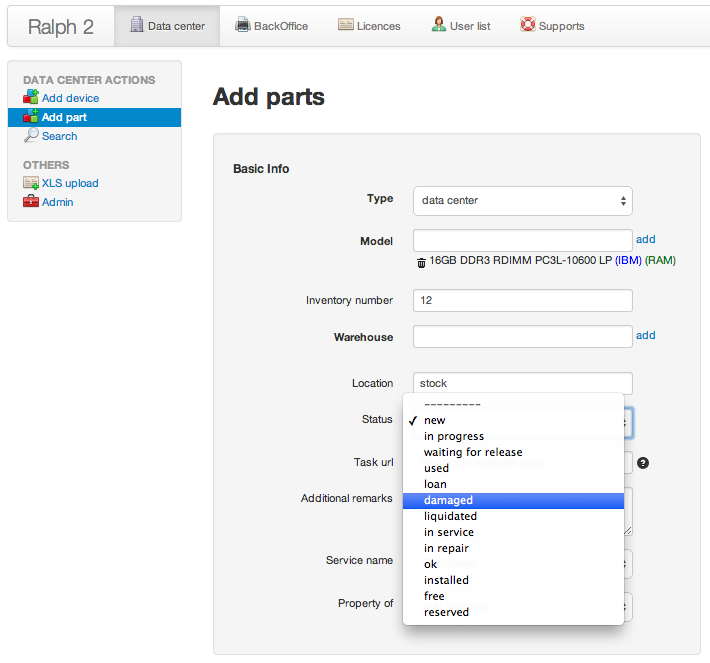 Ralph 2 Data center BackOffice Licences User list Supports
DATA CENTER ACTIONS
Add device
Add part
Search
OTHERS
XLS upload
Admin
Add parts
Basic Info
Type data center
Model add
16GB DDR3 RDIMM PC3L-10600 LP (IBM) (RAM)
Inventory number 12
Warehouse add
Location stock
Status
---------
✓ new
in progress
waiting for release
Task url ?
used
loan
Additional remarks
damaged
liquidated
in service
in repair
Service name
ok
installed
free
Property of
reserved